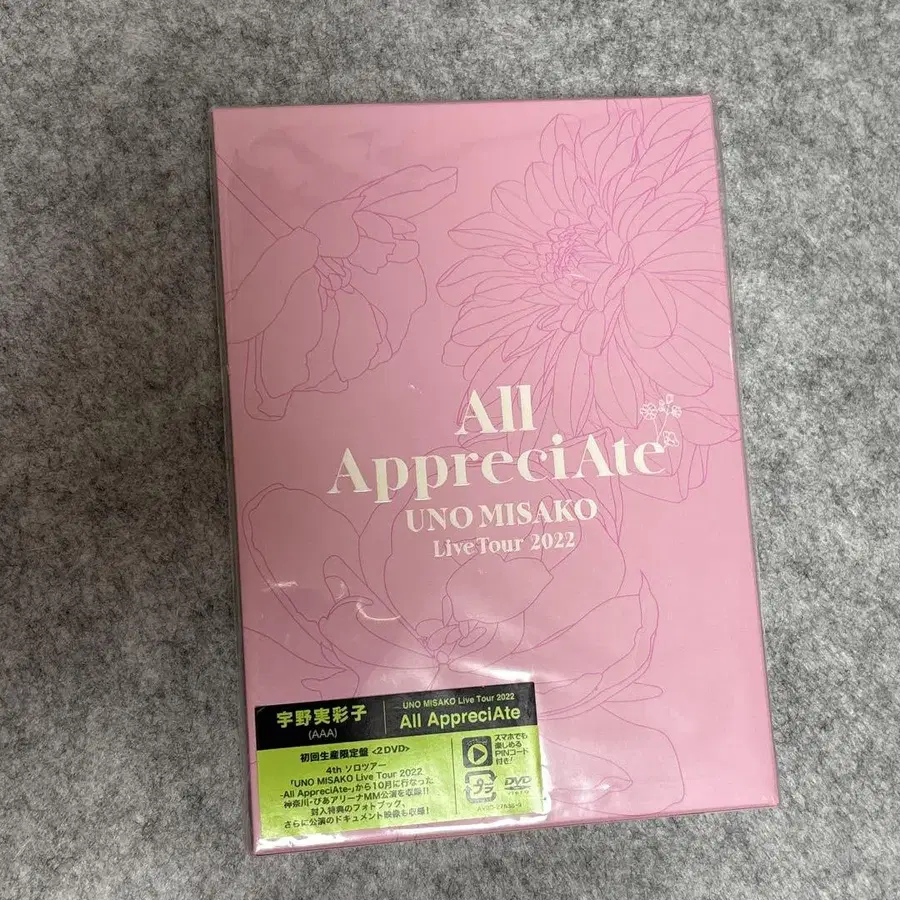 All
AppreciAte
UNO MISAKO
Live Tour 2022
宇野実彩子
(AAA)
UNO MISAKO Live Tour 2022
All AppreciAte
初回生産限定盤<2DVD>
4th ソロツアー
「UNO MISAKO Live Tour 2022
-All AppreciAte-」から10月に行なった
神奈川・ぴあアリーナMM公演を収録!!
封入特典のフォトブック、
さらに公演のドキュメント映像も収録!
スマホでも
楽しめる
PINコード
付き!
プラ
DVD
VIDEO